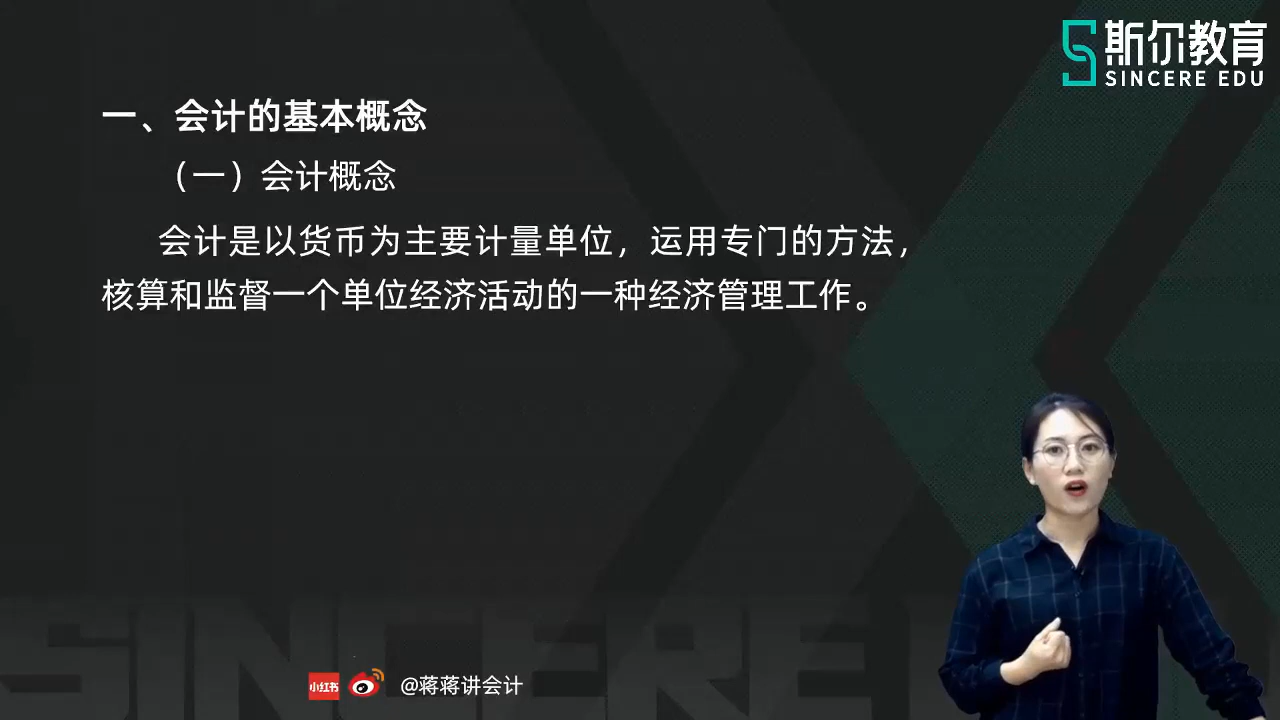 斯尔教育
SINCERE EDU
一、会计的基本概念
（一）会计概念
会计是以货币为主要计量单位，运用专门的方法，
核算和监督一个单位经济活动的一种经济管理工作。
SINCERE E
小红书 @蒋蒋讲会计